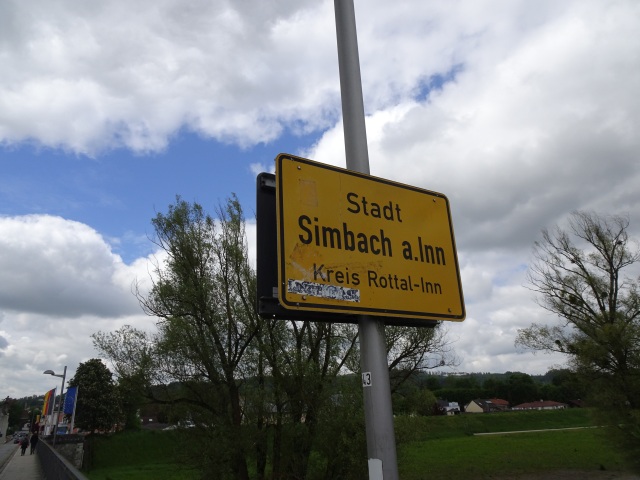 Stadt
Simbach a.Inn
Kreis Rottal-Inn